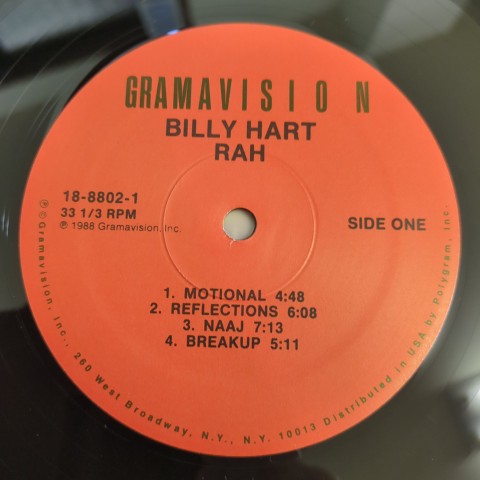 GRAMAVISION
BILLY HART
RAH
18-8802-1
33 1/3 RPM
℗ 1988 Gramavision, Inc.
SIDE ONE
1. MOTIONAL 4:48
2. REFLECTIONS 6:08
3. NAAJ 7:13
4. BREAKUP 5:11
℗ © Gramavision, Inc., 260 West Broadway, N.Y., N.Y. 10013 Distributed in USA by Polygram, Inc.